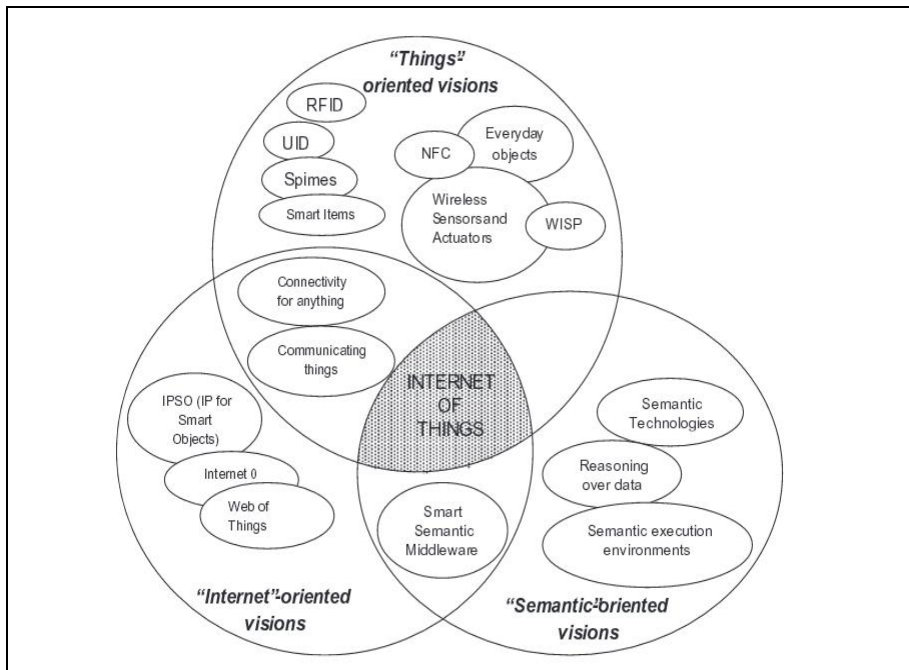 “Things”-
oriented visions
RFID
UID
Spimes
Smart Items
NFC
Everyday
objects
Wireless
Sensorsand
Actuators
WISP
Connectivity
for anything
Communicating
things
INTERNET
OF
THINGS
IPSO (IP for
Smart
Objects)
Internet 0
Web of
Things
Smart
Semantic
Middleware
Semantic
Technologies
Reasoning
over data
Semantic execution
environments
“Internet”-oriented
visions
“Semantic”-oriented
visions